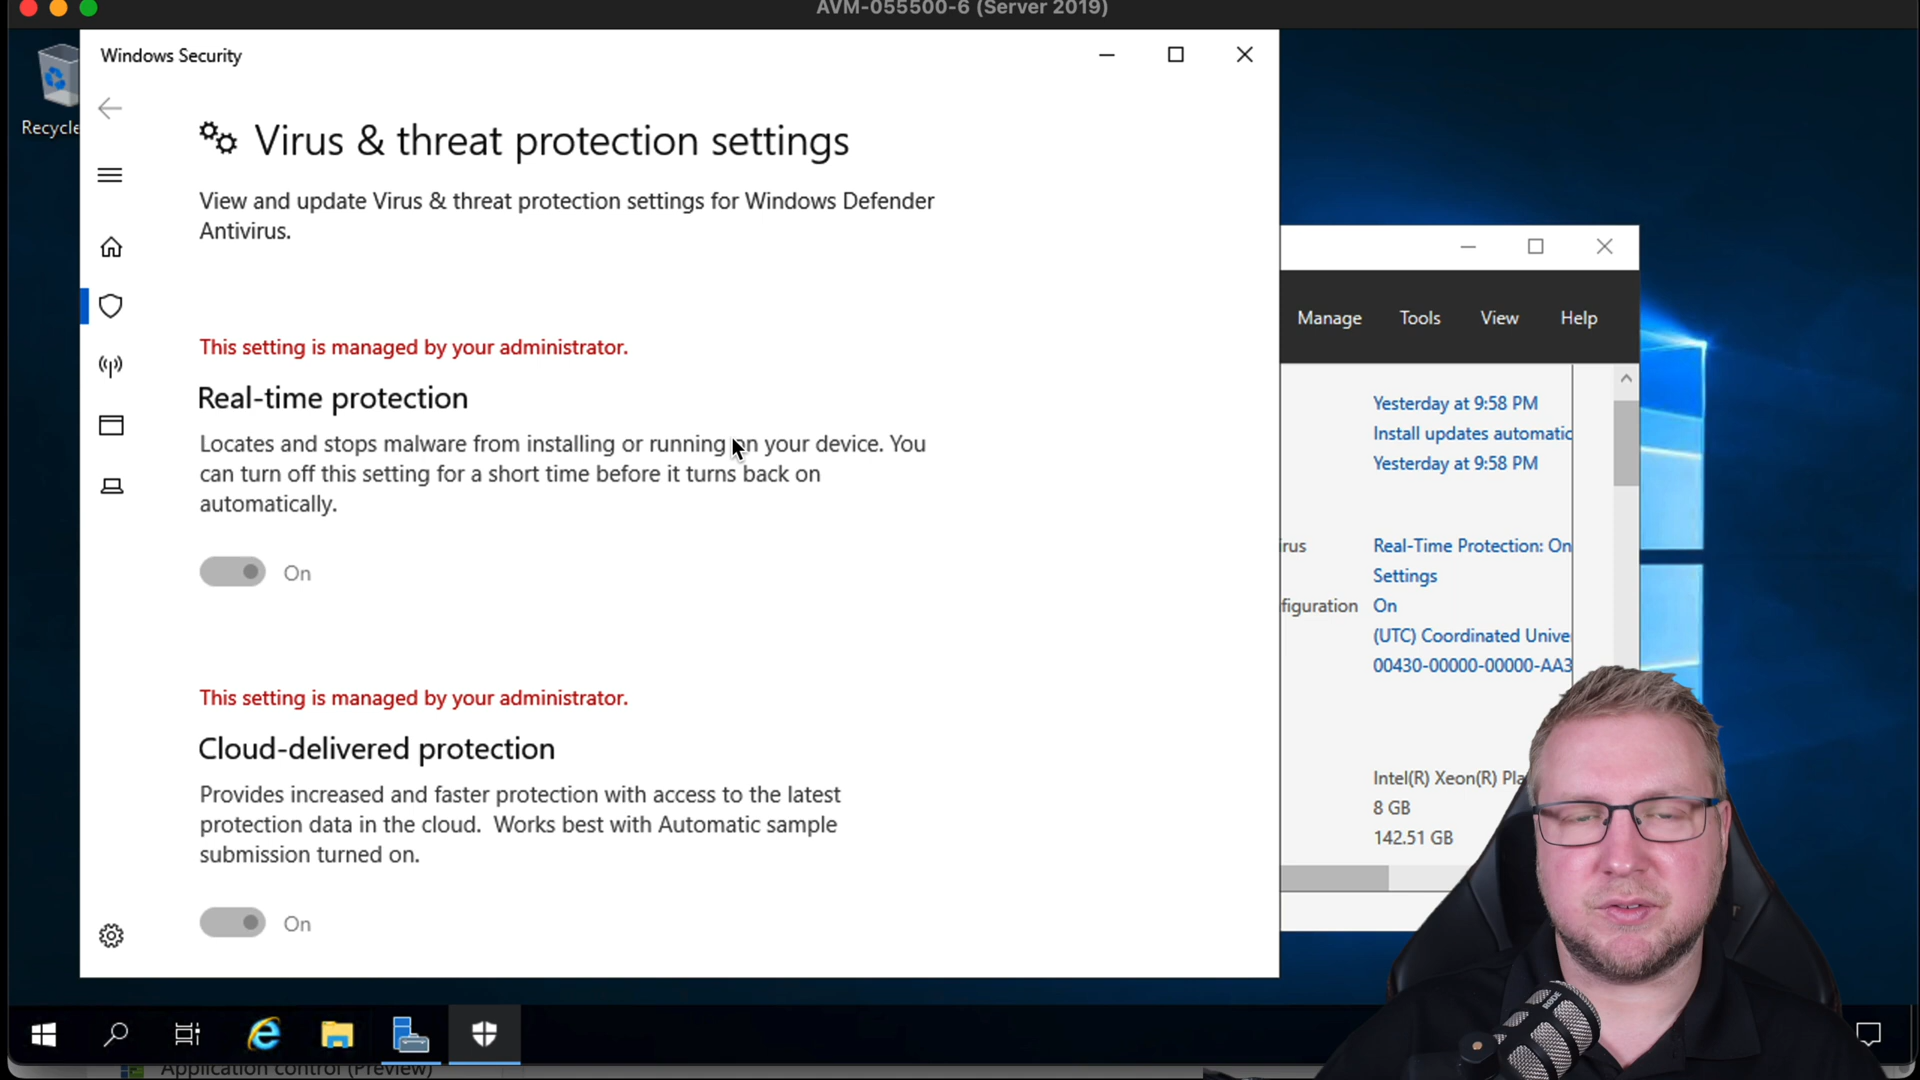 AVM-055500-6 (Server 2019)
Recycle
Windows Security
Virus & threat protection settings
View and update Virus & threat protection settings for Windows Defender
Antivirus.
This setting is managed by your administrator.
Real-time protection
Locates and stops malware from installing or running on your device. You
can turn off this setting for a short time before it turns back on
automatically.
On
This setting is managed by your administrator.
Cloud-delivered protection
Provides increased and faster protection with access to the latest
protection data in the cloud.  Works best with Automatic sample
submission turned on.
On
Manage Tools View Help
Yesterday at 9:58 PM
Install updates automatic
Yesterday at 9:58 PM
irus Real-Time Protection: On
Settings
figuration On
(UTC) Coordinated Unive
00430-00000-00000-AA3
Intel(R) Xeon(R) Pla
8 GB
142.51 GB
RØDE
Application control (Preview)